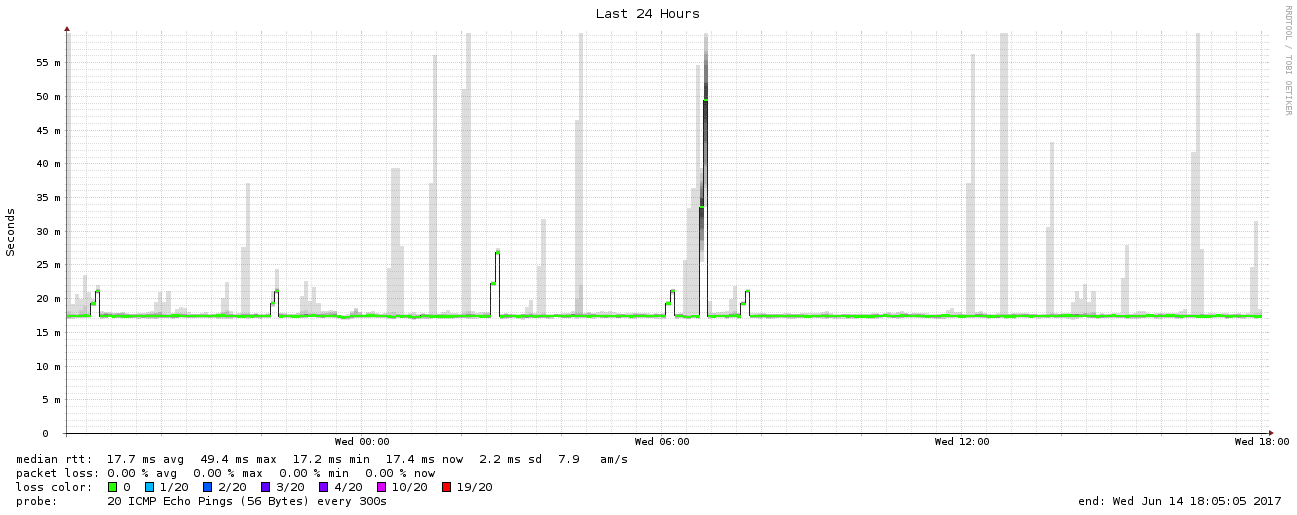 Last 24 Hours
RRDTOOL / TOBI OETIKER
Seconds
55 m
50 m
45 m
40 m
35 m
30 m
25 m
20 m
15 m
10 m
5 m
0
Wed 00:00 Wed 06:00 Wed 12:00 Wed 18:00
median rtt: 17.7 ms avg 49.4 ms max 17.2 ms min 17.4 ms now 2.2 ms sd 7.9 am/s
packet loss: 0.00 % avg 0.00 % max 0.00 % min 0.00 % now
loss color: 0 1/20 2/20 3/20 4/20 10/20 19/20
probe: 20 ICMP Echo Pings (56 Bytes) every 300s end: Wed Jun 14 18:05:05 2017